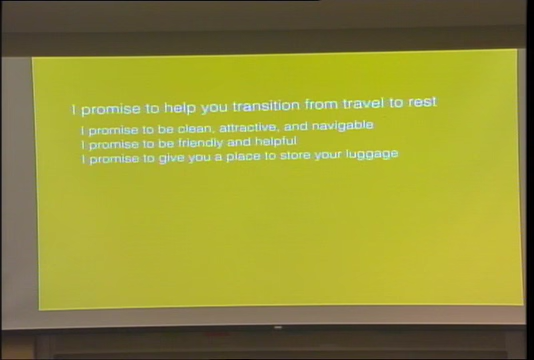 I promise to help you transition from travel to rest
I promise to be clean, attractive, and navigable
I promise to be friendly and helpful
I promise to give you a place to store your luggage